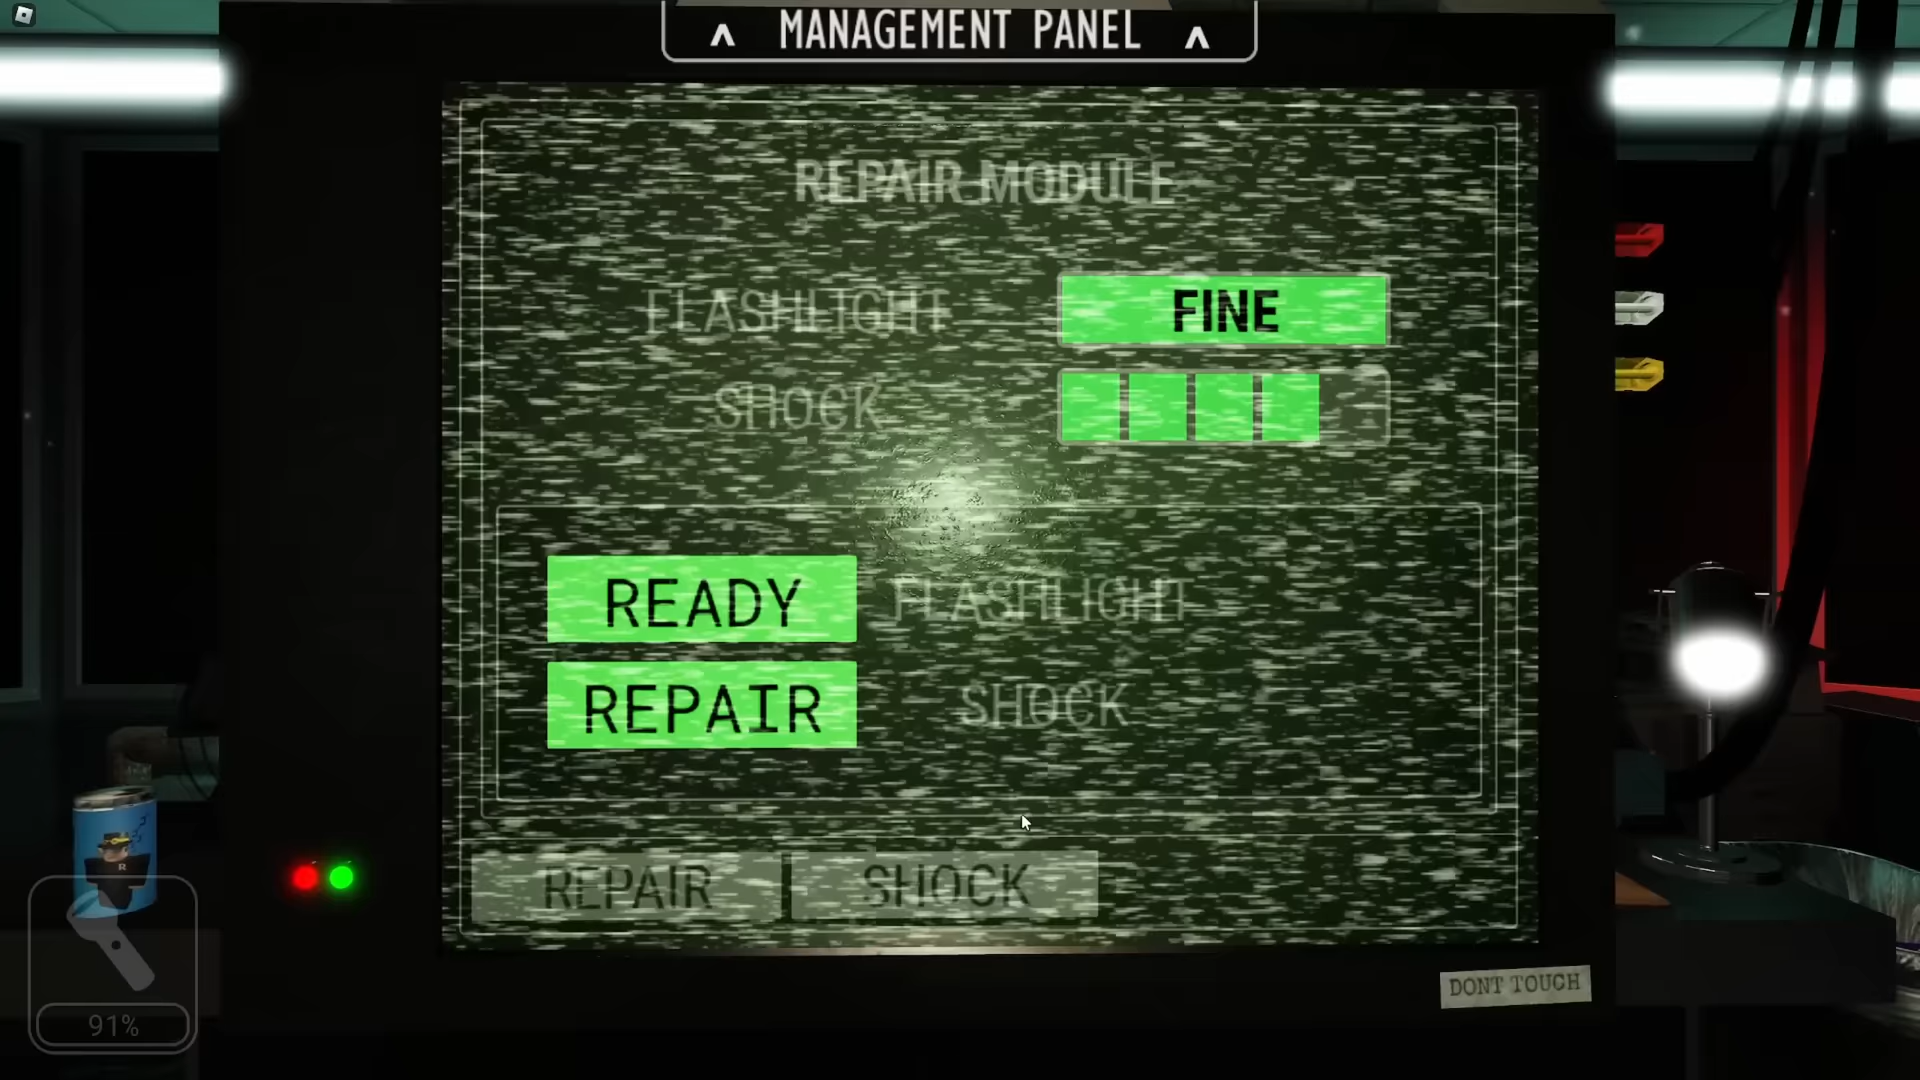 ^ MANAGEMENT PANEL ^
REPAIR MODULE
FLASHLIGHT FINE
SHOCK
READY FLASHLIGHT
REPAIR SHOCK
REPAIR SHOCK
R
DONT TOUCH
91%